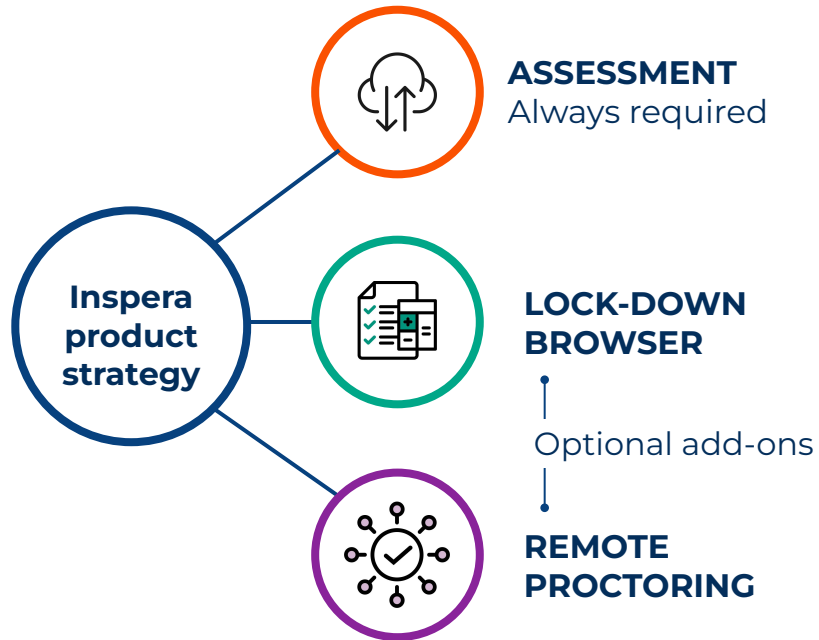 ASSESSMENT
Always required
Inspera
product
strategy
LOCK-DOWN
BROWSER
Optional add-ons
REMOTE
PROCTORING